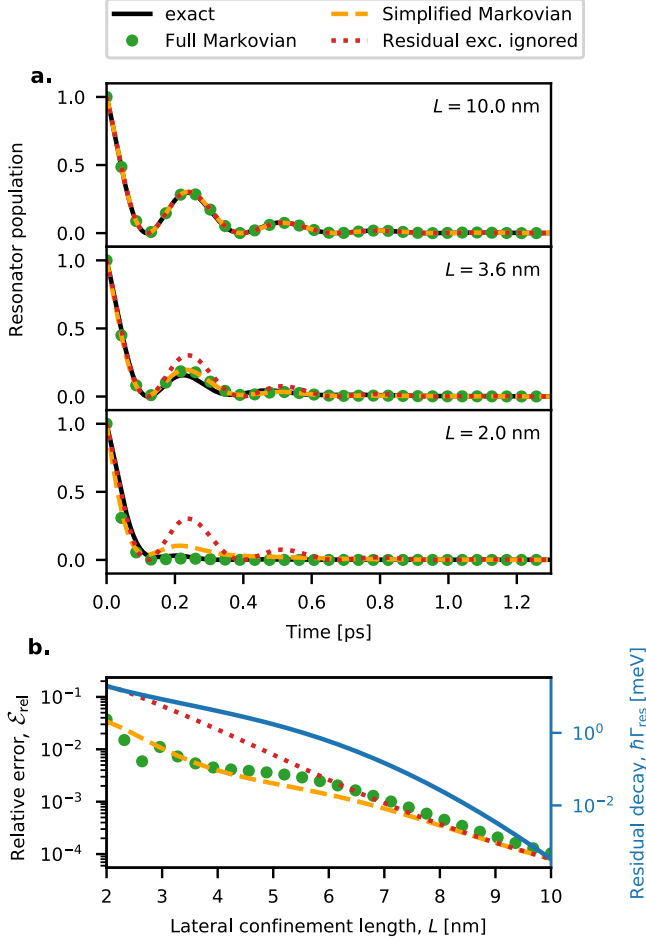 exact
Simplified Markovian
Full Markovian
Residual exc. ignored
a.
Resonator population
1.0
0.5
0.0
L = 10.0 nm
1.0
0.5
0.0
L = 3.6 nm
1.0
0.5
0.0
L = 2.0 nm
0.0 0.2 0.4 0.6 0.8 1.0 1.2
Time [ps]
b.
Relative error, ℰrel
10⁻¹
10⁻²
10⁻³
10⁻⁴
10⁰
10⁻²
Residual decay, ħΓres [meV]
2 3 4 5 6 7 8 9 10
Lateral confinement length, L [nm]